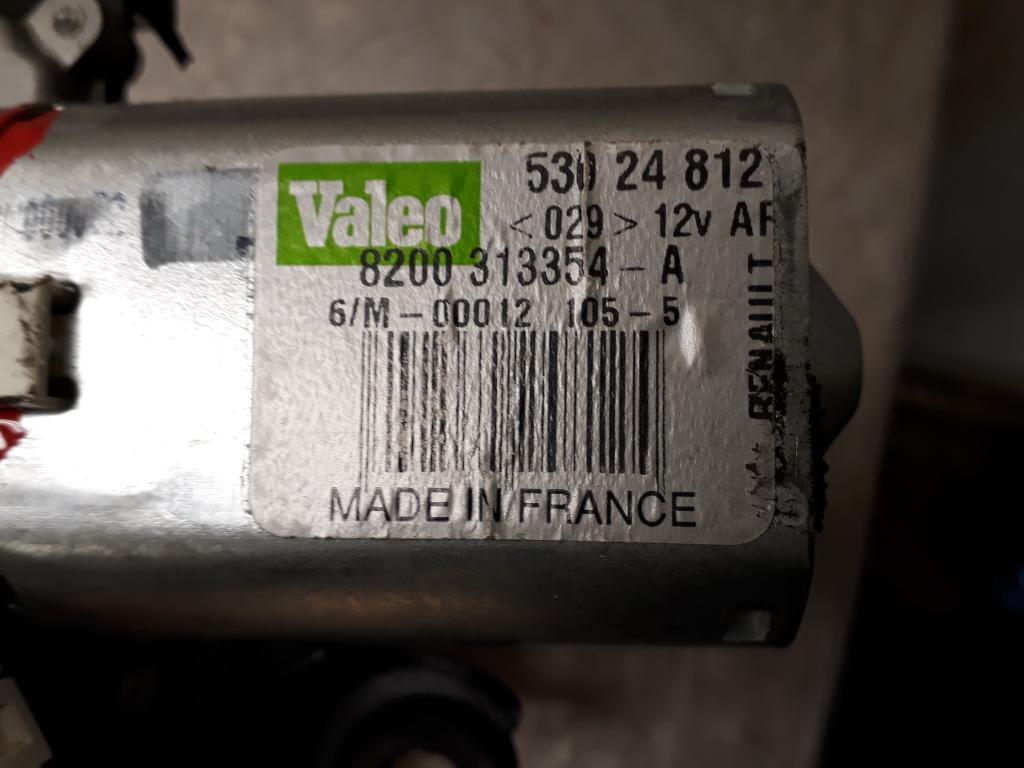 Valeo
530 24 812
<029> 12v AR
8200 313354-A
6/M-00012 105-5
MADE IN FRANCE
RENAULT